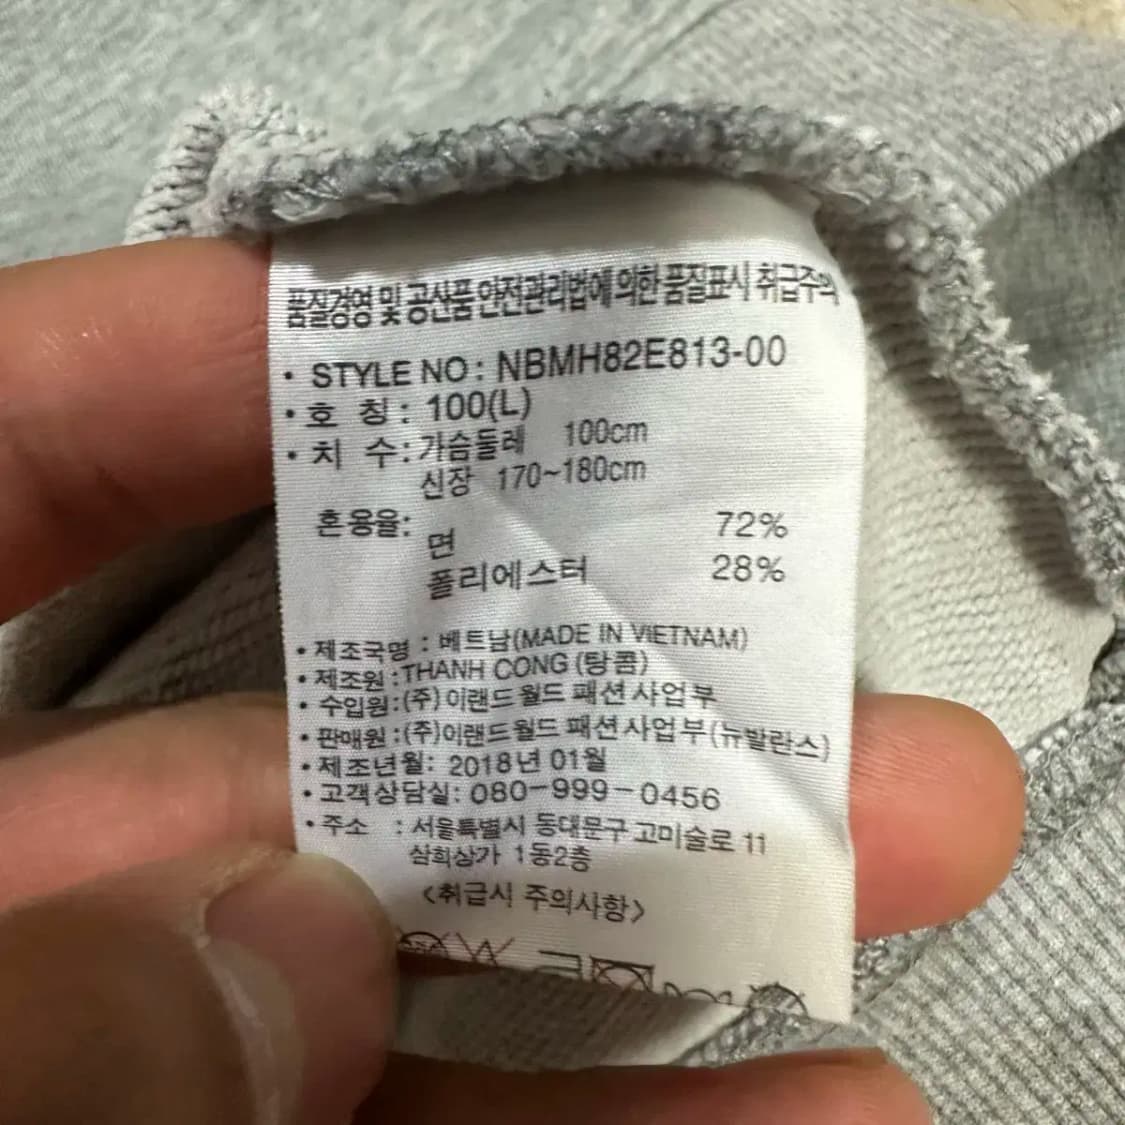 품질경영 및 공산품 안전관리법에 의한 품질표시 취급주의
• STYLE NO : NBMH82E813-00
• 호 칭 : 100(L)
• 치 수 : 가슴둘레 100cm
신장 170~180cm
혼용율:
면 72%
폴리에스터 28%
• 제조국명 : 베트남(MADE IN VIETNAM)
• 제조원 : THANH CONG (탕콤)
• 수입원 : (주)이랜드월드 패션사업부
• 판매원 : (주)이랜드월드 패션사업부(뉴발란스)
• 제조년월: 2018년 01월
• 고객상담실: 080-999-0456
• 주소 : 서울특별시 동대문구 고미술로 11
삼희상가 1동2층
<취급시 주의사항>